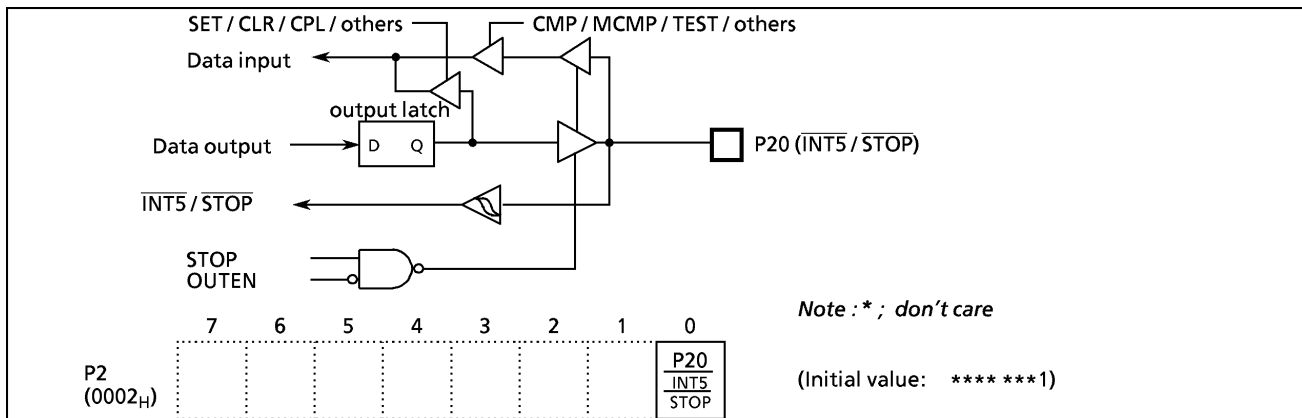 SET / CLR / CPL / others
CMP / MCMP / TEST / others
Data input
output latch
Data output
D Q
P20 (INT5 / STOP)
INT5 / STOP
STOP
OUTEN
Note : * ; don't care
7 6 5 4 3 2 1 0
P2
(0002H)
P20
INT5
STOP
(Initial value: **** ***1)